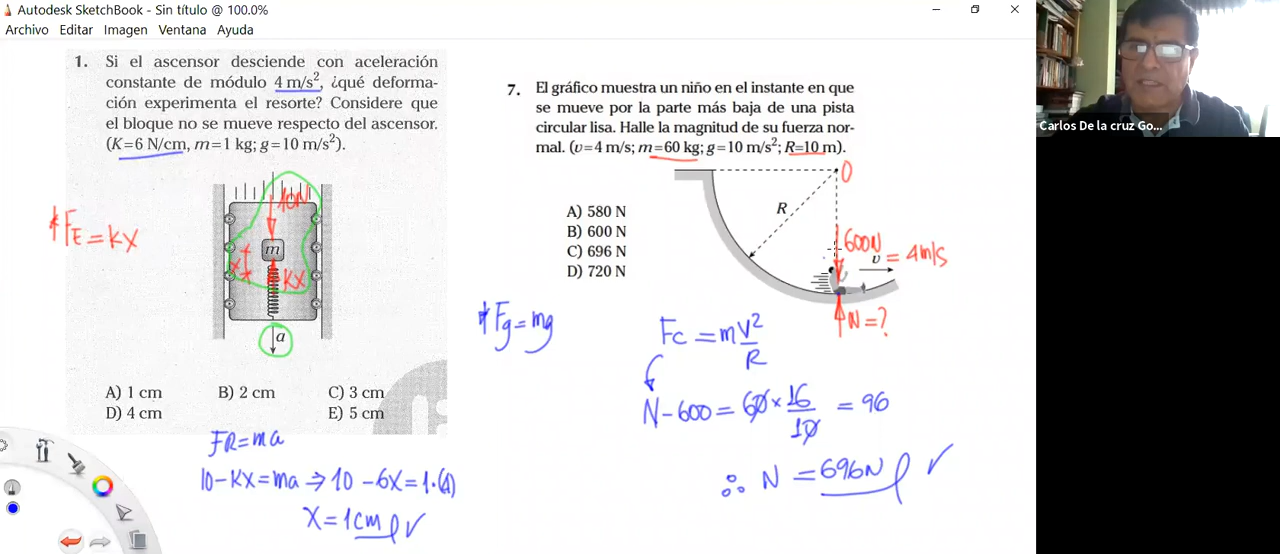 Autodesk SketchBook - Sin título @ 100.0%
Archivo Editar Imagen Ventana Ayuda
1. Si el ascensor desciende con aceleración
constante de módulo 4 m/s², ¿qué deforma-
ción experimenta el resorte? Considere que
el bloque no se mueve respecto del ascensor.
(K=6 N/cm, m=1 kg; g=10 m/s²).
10N
*FE=kx
m
x
kx
a
A) 1 cm B) 2 cm C) 3 cm
D) 4 cm E) 5 cm
FR=ma
10-kx=ma⇒10-6x=1·(4)
x=1cm
7. El gráfico muestra un niño en el instante en que
se mueve por la parte más baja de una pista
circular lisa. Halle la magnitud de su fuerza nor-
mal. (v=4 m/s; m=60 kg; g=10 m/s²; R=10 m).
O
R
A) 580 N
B) 600 N
C) 696 N
D) 720 N
600N
v = 4m/s
N=?
*Fg=mg
Fc=mv²/R
N-600=60×16/10=96
∴ N=696N
Carlos De la cruz Go...